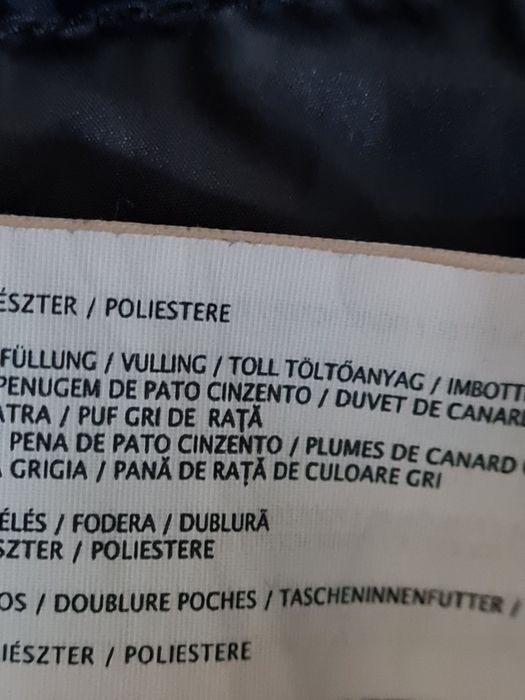 ÉSZTER / POLIESTERE
FÜLLUNG / VULLING / TOLL TÖLTŐANYAG / IMBOTT
PENUGEM DE PATO CINZENTO / DUVET DE CANAR
ATRA / PUF GRI DE RAȚĂ
PENA DE PATO CINZENTO / PLUMES DE CANARD
GRIGIA / PANĂ DE RAȚĂ DE CULOARE GRI
ÉLÉS / FODERA / DUBLURĂ
SZTER / POLIESTERE
OS / DOUBLURE POCHES / TASCHENINNENFUTTER /
IÉSZTER / POLIESTERE